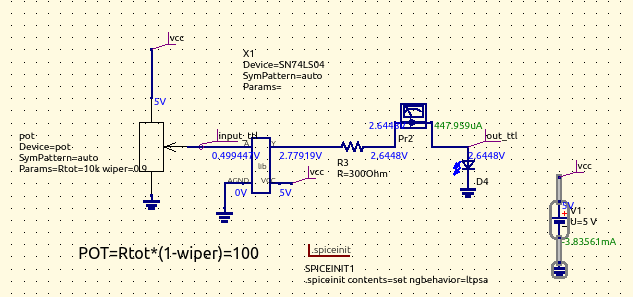 vcc
X1
Device=SN74LS04
SymPattern=auto
Params=
5V
2.6448
447.959uA
Pr2
pot
Device=pot
SymPattern=auto
Params=Rtot=10k wiper=0.9
input_ttl
A
Y
0.499447V
2.77919V
R3
R=300Ohm
2,6448V
out_ttl
2,6448V
D4
lib
AGND
VCC
0V
5V
vcc
vcc
5V
V1
U=5 V
-3.83561mA
POT=Rtot*(1-wiper)=100
.spiceinit
SPICEINIT1
.spiceinit contents=set ngbehavior=ltpsa